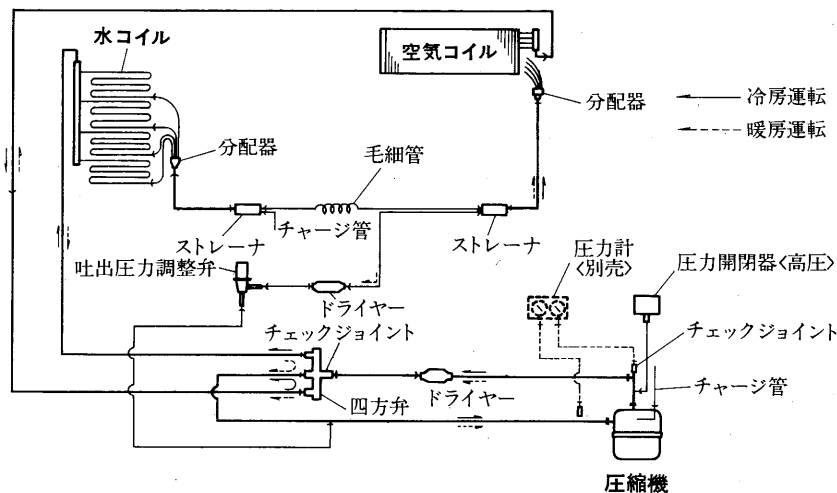 水コイル
空気コイル
分配器
冷房運転
暖房運転
分配器
毛細管
ストレーナ
チャージ管
ストレーナ
圧力計
〈別売〉
圧力開閉器〈高圧〉
吐出圧力調整弁
ドライヤー
チェックジョイント
チェックジョイント
ドライヤー
チャージ管
四方弁
圧縮機